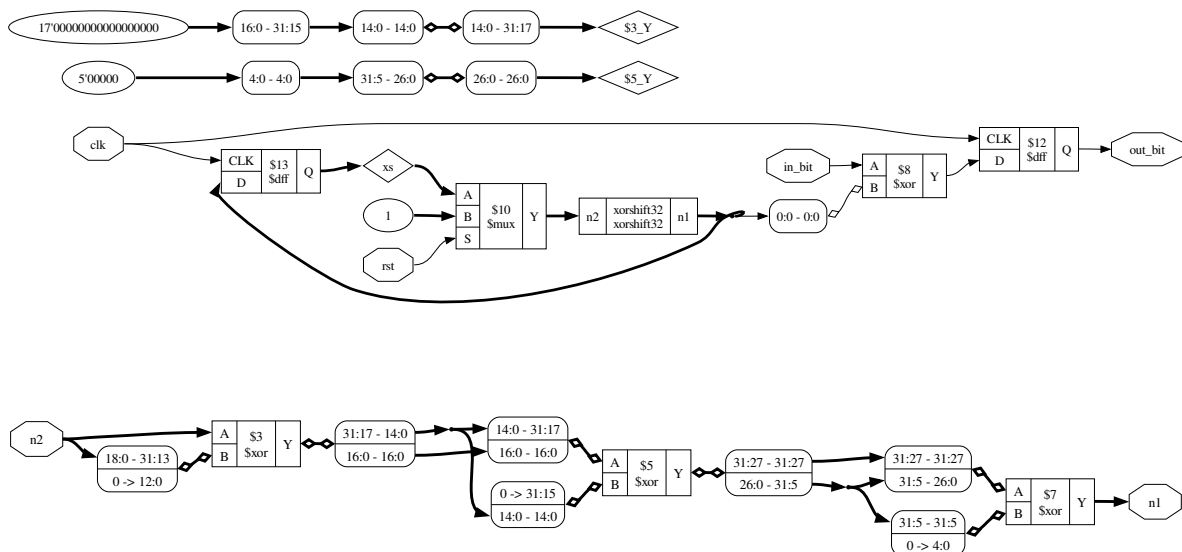 17'00000000000000000
16:0 - 31:15
14:0 - 14:0
14:0 - 31:17
$3_Y
5'00000
4:0 - 4:0
31:5 - 26:0
26:0 - 26:0
$5_Y
clk
CLK
D
$13
$dff
Q
xs
1
rst
A
B
S
$10
$mux
Y
n2
xorshift32
xorshift32
n1
0:0 - 0:0
in_bit
A
B
$8
$xor
Y
CLK
D
$12
$dff
Q
out_bit
n2
18:0 - 31:13
0 -> 12:0
A
B
$3
$xor
Y
31:17 - 14:0
16:0 - 16:0
14:0 - 31:17
16:0 - 16:0
0 -> 31:15
14:0 - 14:0
A
B
$5
$xor
Y
31:27 - 31:27
26:0 - 31:5
31:27 - 31:27
31:5 - 26:0
31:5 - 31:5
0 -> 4:0
A
B
$7
$xor
Y
n1